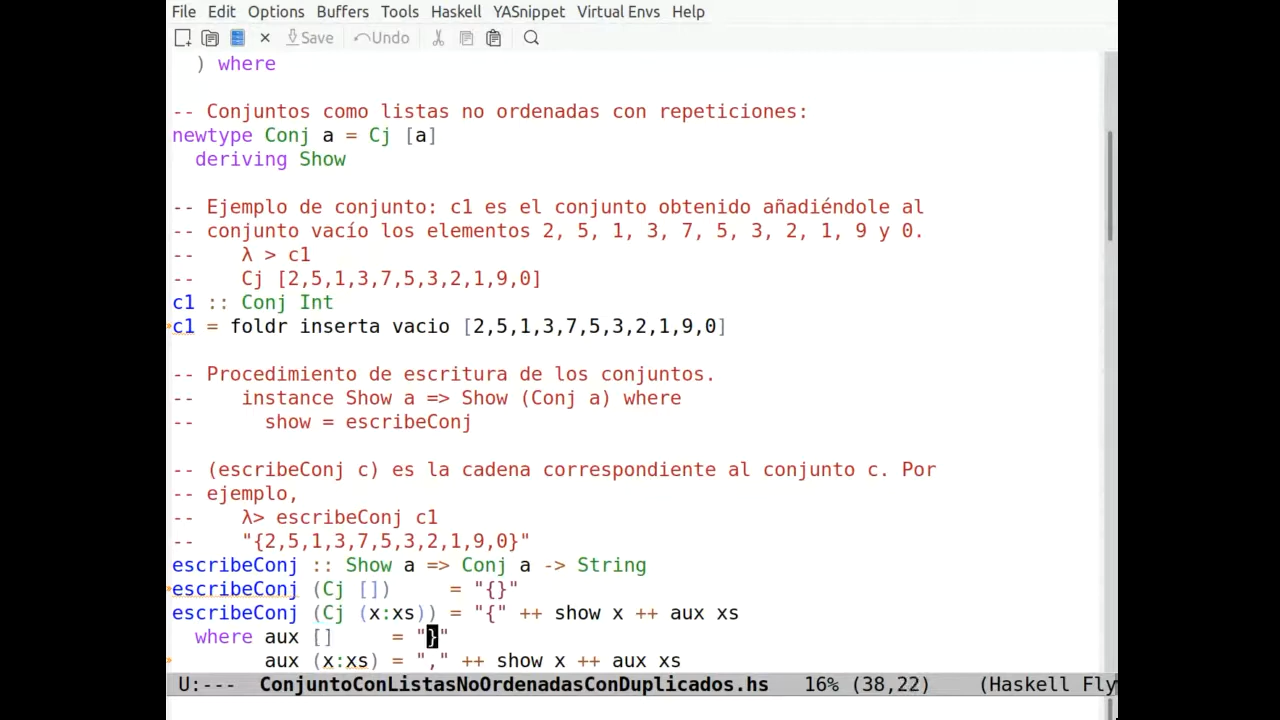 File Edit Options Buffers Tools Haskell YASnippet Virtual Envs Help
Save Undo
  ) where
-- Conjuntos como listas no ordenadas con repeticiones:
newtype Conj a = Cj [a]
  deriving Show
-- Ejemplo de conjunto: c1 es el conjunto obtenido añadiéndole al
-- conjunto vacío los elementos 2, 5, 1, 3, 7, 5, 3, 2, 1, 9 y 0.
--    λ > c1
--    Cj [2,5,1,3,7,5,3,2,1,9,0]
c1 :: Conj Int
c1 = foldr inserta vacio [2,5,1,3,7,5,3,2,1,9,0]
-- Procedimiento de escritura de los conjuntos.
--    instance Show a => Show (Conj a) where
--      show = escribeConj
-- (escribeConj c) es la cadena correspondiente al conjunto c. Por
-- ejemplo,
--    λ> escribeConj c1
--    "{2,5,1,3,7,5,3,2,1,9,0}"
escribeConj :: Show a => Conj a -> String
escribeConj (Cj [])     = "{}"
escribeConj (Cj (x:xs)) = "{" ++ show x ++ aux xs
  where aux []     = "}"
        aux (x:xs) = "," ++ show x ++ aux xs
U:--- ConjuntoConListasNoOrdenadasConDuplicados.hs 16% (38,22) (Haskell Fly